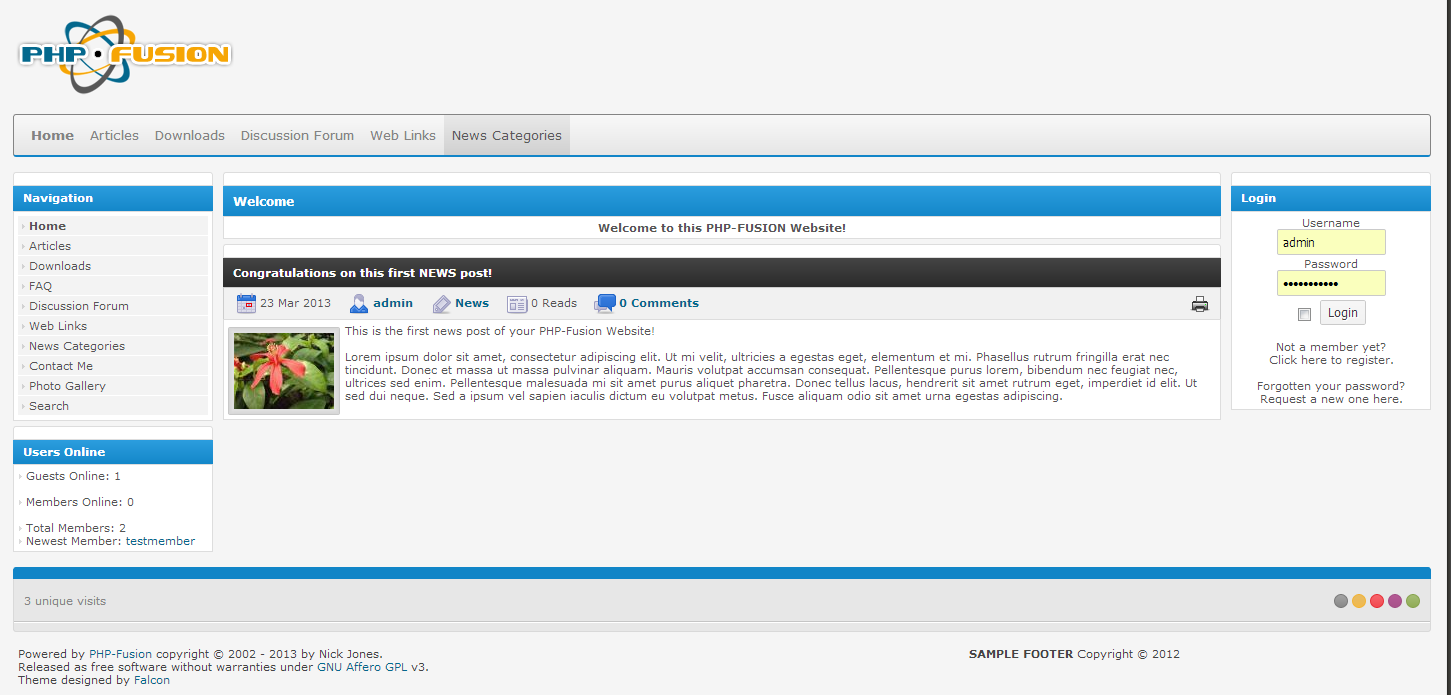 PHP·FUSION
Home Articles Downloads Discussion Forum Web Links News Categories
Navigation
Home
Articles
Downloads
FAQ
Discussion Forum
Web Links
News Categories
Contact Me
Photo Gallery
Search
Users Online
Guests Online: 1
Members Online: 0
Total Members: 2
Newest Member: testmember
Welcome
Welcome to this PHP-FUSION Website!
Congratulations on this first NEWS post!
23 Mar 2013 admin News 0 Reads 0 Comments
This is the first news post of your PHP-Fusion Website!
Lorem ipsum dolor sit amet, consectetur adipiscing elit. Ut mi velit, ultricies a egestas eget, elementum et mi. Phasellus rutrum fringilla erat nec
tincidunt. Donec et massa ut massa pulvinar aliquam. Mauris volutpat accumsan consequat. Pellentesque purus lorem, bibendum nec feugiat nec,
ultrices sed enim. Pellentesque malesuada mi sit amet purus aliquet pharetra. Donec tellus lacus, hendrerit sit amet rutrum eget, imperdiet id elit. Ut
sed dui neque. Sed a ipsum vel sapien iaculis dictum eu volutpat metus. Fusce aliquam odio sit amet urna egestas adipiscing.
Login
Username
admin
Password
•••••••••••
Login
Not a member yet?
Click here to register.
Forgotten your password?
Request a new one here.
3 unique visits
Powered by PHP-Fusion copyright © 2002 - 2013 by Nick Jones.
Released as free software without warranties under GNU Affero GPL v3.
Theme designed by Falcon
SAMPLE FOOTER Copyright © 2012